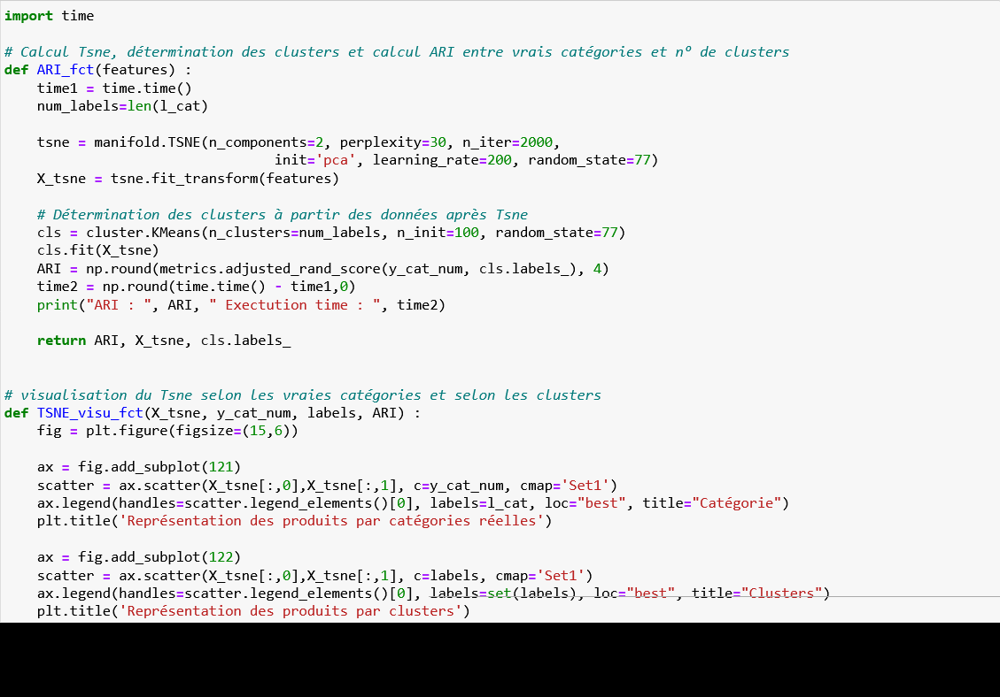 import time
# Calcul Tsne, détermination des clusters et calcul ARI entre vrais catégories et n° de clusters
def ARI_fct(features) :
    time1 = time.time()
    num_labels=len(l_cat)
    tsne = manifold.TSNE(n_components=2, perplexity=30, n_iter=2000,
                                 init='pca', learning_rate=200, random_state=77)
    X_tsne = tsne.fit_transform(features)
    # Détermination des clusters à partir des données après Tsne
    cls = cluster.KMeans(n_clusters=num_labels, n_init=100, random_state=77)
    cls.fit(X_tsne)
    ARI = np.round(metrics.adjusted_rand_score(y_cat_num, cls.labels_), 4)
    time2 = np.round(time.time() - time1,0)
    print("ARI : ", ARI, " Exectution time : ", time2)
    return ARI, X_tsne, cls.labels_
# visualisation du Tsne selon les vraies catégories et selon les clusters
def TSNE_visu_fct(X_tsne, y_cat_num, labels, ARI) :
    fig = plt.figure(figsize=(15,6))
    ax = fig.add_subplot(121)
    scatter = ax.scatter(X_tsne[:,0],X_tsne[:,1], c=y_cat_num, cmap='Set1')
    ax.legend(handles=scatter.legend_elements()[0], labels=l_cat, loc="best", title="Catégorie")
    plt.title('Représentation des produits par catégories réelles')
    ax = fig.add_subplot(122)
    scatter = ax.scatter(X_tsne[:,0],X_tsne[:,1], c=labels, cmap='Set1')
    ax.legend(handles=scatter.legend_elements()[0], labels=set(labels), loc="best", title="Clusters")
    plt.title('Représentation des produits par clusters')